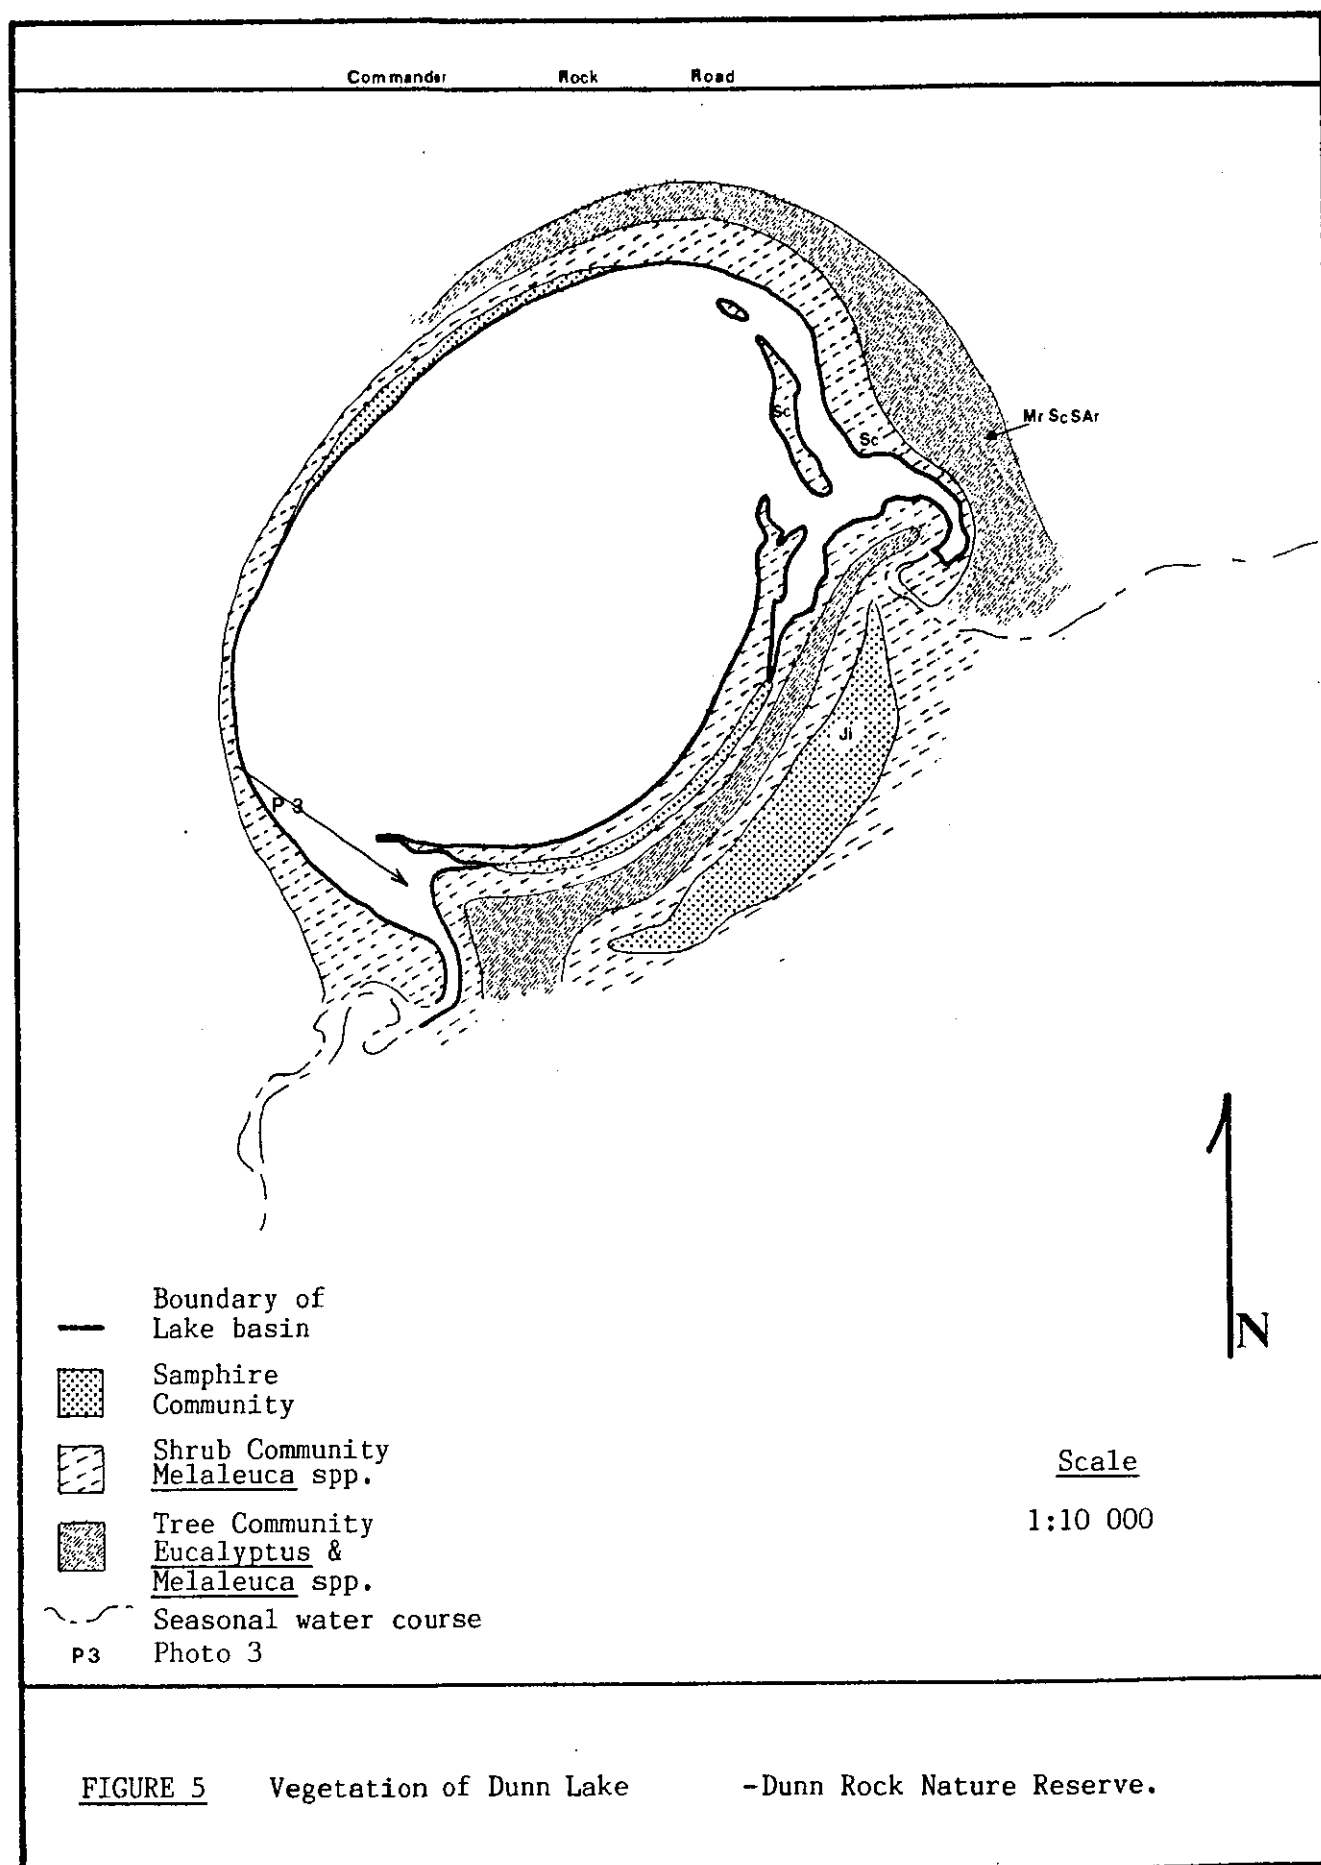 Commander Rock Road
Mr Sc SAr
Sc
Sc
Ji
P 3
N
Boundary of
Lake basin
Samphire
Community
Shrub Community
Melaleuca spp.
Tree Community
Eucalyptus &
Melaleuca spp.
Seasonal water course
P3 Photo 3
Scale
1:10 000
FIGURE 5 Vegetation of Dunn Lake -Dunn Rock Nature Reserve.